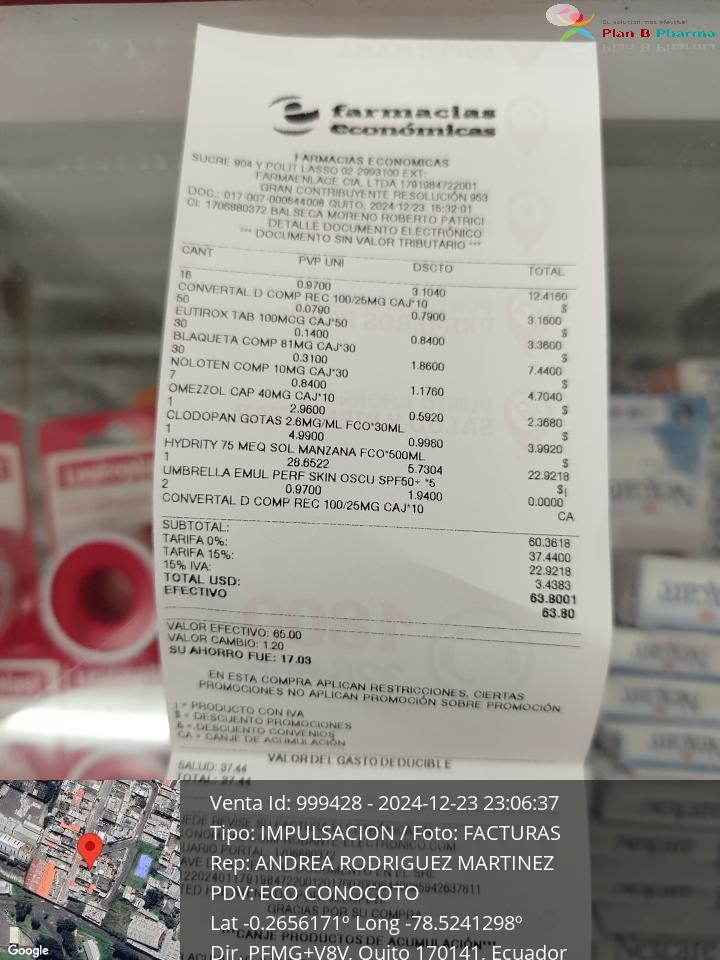 Su solucion mas efectiva!
Plan B Pharma
farmacias
económicas
FARMACIAS ECONOMICAS
SUCRE 904 Y POLIT LASSO 02 2993100 EXT:
FARMAENLACE CIA. LTDA 1791984722001
GRAN CONTRIBUYENTE RESOLUCIÓN 953
DOC.: 017-007-000644008 QUITO, 2024-12-23 15:32:01
CI: 1706880372 BALSECA MORENO ROBERTO PATRICI
DETALLE DOCUMENTO ELECTRÓNICO
*** DOCUMENTO SIN VALOR TRIBUTARIO ***
CANT PVP UNI DSCTO TOTAL
16 0.9700 3.1040 12.4160
CONVERTAL D COMP REC 100/25MG CAJ*10 $
50 0.0790 0.7900 3.1600
EUTIROX TAB 100MCG CAJ*50 $
30 0.1400 0.8400 3.3600
BLAQUETA COMP 81MG CAJ*30 $
30 0.3100 1.8600 7.4400
NOLOTEN COMP 10MG CAJ*30 $
7 0.8400 1.1760 4.7040
OMEZZOL CAP 40MG CAJ*10 $
1 2.9600 0.5920 2.3680
CLODOPAN GOTAS 2.6MG/ML FCO*30ML $
1 4.9900 0.9980 3.9920
HYDRITY 75 MEQ SOL MANZANA FCO*500ML $
1 28.6522 5.7304 22.9218
UMBRELLA EMUL PERF SKIN OSCU SPF50+ *5 $|
2 0.9700 1.9400 0.0000
CONVERTAL D COMP REC 100/25MG CAJ*10 CA
SUBTOTAL: 60.3618
TARIFA 0%: 37.4400
TARIFA 15%: 22.9218
15% IVA: 3.4383
TOTAL USD: 63.8001
EFECTIVO 63.80
VALOR EFECTIVO: 65.00
VALOR CAMBIO: 1.20
SU AHORRO FUE: 17.03
EN ESTA COMPRA APLICAN RESTRICCIONES, CIERTAS
PROMOCIONES NO APLICAN PROMOCIÓN SOBRE PROMOCIÓN
| = PRODUCTO CON IVA
$ = DESCUENTO PROMOCIONES
& = DESCUENTO CONVENIOS
CA = CANJE DE ACUMULACIÓN
VALOR DEL GASTO DEDUCIBLE
SALUD: 37.44
TOTAL: 37.44
Venta Id: 999428 - 2024-12-23 23:06:37
Tipo: IMPULSACION / Foto: FACTURAS
Rep: ANDREA RODRIGUEZ MARTINEZ
PDV: ECO CONOCOTO
Lat -0.2656171º Long -78.5241298º
GRACIAS POR SU COMPRA
***CANJE PRODUCTOS DE ACUMULACIÓN***
Dir. PFMG+V8V, Quito 170141, Ecuador
Google